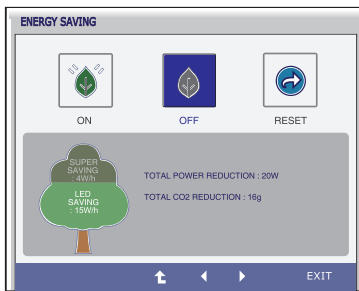 ENERGY SAVING
ON
OFF
RESET
SUPER
SAVING
: 4W/h
LED
SAVING
: 15W/h
TOTAL POWER REDUCTION : 20W
TOTAL CO2 REDUCTION : 16g
EXIT